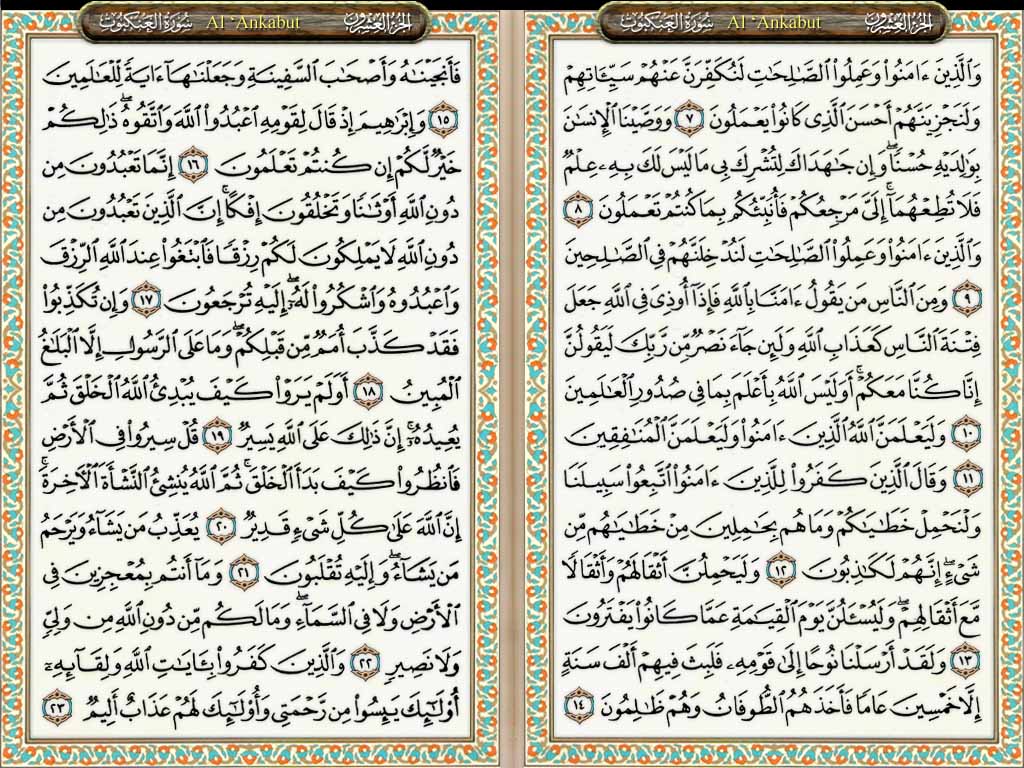 الجزء العشرون Al 'Ankabut سورة العنكبوت
وَٱلَّذِينَ ءَامَنُوا۟ وَعَمِلُوا۟ ٱلصَّٰلِحَٰتِ لَنُكَفِّرَنَّ عَنْهُمْ سَيِّـَٔاتِهِمْ
وَلَنَجْزِيَنَّهُمْ أَحْسَنَ ٱلَّذِى كَانُوا۟ يَعْمَلُونَ ٧ وَوَصَّيْنَا ٱلْإِنسَٰنَ
بِوَٰلِدَيْهِ حُسْنًا ۖ وَإِن جَٰهَدَاكَ لِتُشْرِكَ بِى مَا لَيْسَ لَكَ بِهِۦ عِلْمٌ
فَلَا تُطِعْهُمَآ ۚ إِلَىَّ مَرْجِعُكُمْ فَأُنَبِّئُكُم بِمَا كُنتُمْ تَعْمَلُونَ ٨
وَٱلَّذِينَ ءَامَنُوا۟ وَعَمِلُوا۟ ٱلصَّٰلِحَٰتِ لَنُدْخِلَنَّهُمْ فِى ٱلصَّٰلِحِينَ
٩ وَمِنَ ٱلنَّاسِ مَن يَقُولُ ءَامَنَّا بِٱللَّهِ فَإِذَآ أُوذِىَ فِى ٱللَّهِ جَعَلَ
فِتْنَةَ ٱلنَّاسِ كَعَذَابِ ٱللَّهِ وَلَئِن جَآءَ نَصْرٌ مِّن رَّبِّكَ لَيَقُولُنَّ
إِنَّا كُنَّا مَعَكُمْ ۚ أَوَلَيْسَ ٱللَّهُ بِأَعْلَمَ بِمَا فِى صُدُورِ ٱلْعَٰلَمِينَ
١٠ وَلَيَعْلَمَنَّ ٱللَّهُ ٱلَّذِينَ ءَامَنُوا۟ وَلَيَعْلَمَنَّ ٱلْمُنَٰفِقِينَ
١١ وَقَالَ ٱلَّذِينَ كَفَرُوا۟ لِلَّذِينَ ءَامَنُوا۟ ٱتَّبِعُوا۟ سَبِيلَنَا
وَلْنَحْمِلْ خَطَٰيَٰكُمْ وَمَا هُم بِحَٰمِلِينَ مِنْ خَطَٰيَٰهُم مِّن
شَىْءٍ ۖ إِنَّهُمْ لَكَٰذِبُونَ ١٢ وَلَيَحْمِلُنَّ أَثْقَالَهُمْ وَأَثْقَالًا
مَّعَ أَثْقَالِهِمْ ۖ وَلَيُسْـَٔلُنَّ يَوْمَ ٱلْقِيَٰمَةِ عَمَّا كَانُوا۟ يَفْتَرُونَ
١٣ وَلَقَدْ أَرْسَلْنَا نُوحًا إِلَىٰ قَوْمِهِۦ فَلَبِثَ فِيهِمْ أَلْفَ سَنَةٍ
إِلَّا خَمْسِينَ عَامًا فَأَخَذَهُمُ ٱلطُّوفَانُ وَهُمْ ظَٰلِمُونَ ١٤
الجزء العشرون Al 'Ankabut سورة العنكبوت
فَأَنجَيْنَٰهُ وَأَصْحَٰبَ ٱلسَّفِينَةِ وَجَعَلْنَٰهَآ ءَايَةً لِّلْعَٰلَمِينَ
١٥ وَإِبْرَٰهِيمَ إِذْ قَالَ لِقَوْمِهِ ٱعْبُدُوا۟ ٱللَّهَ وَٱتَّقُوهُ ۖ ذَٰلِكُمْ
خَيْرٌ لَّكُمْ إِن كُنتُمْ تَعْلَمُونَ ١٦ إِنَّمَا تَعْبُدُونَ مِن
دُونِ ٱللَّهِ أَوْثَٰنًا وَتَخْلُقُونَ إِفْكًا ۚ إِنَّ ٱلَّذِينَ تَعْبُدُونَ مِن
دُونِ ٱللَّهِ لَا يَمْلِكُونَ لَكُمْ رِزْقًا فَٱبْتَغُوا۟ عِندَ ٱللَّهِ ٱلرِّزْقَ
وَٱعْبُدُوهُ وَٱشْكُرُوا۟ لَهُۥٓ ۖ إِلَيْهِ تُرْجَعُونَ ١٧ وَإِن تُكَذِّبُوا۟
فَقَدْ كَذَّبَ أُمَمٌ مِّن قَبْلِكُمْ ۖ وَمَا عَلَى ٱلرَّسُولِ إِلَّا ٱلْبَلَٰغُ
ٱلْمُبِينُ ١٨ أَوَلَمْ يَرَوْا۟ كَيْفَ يُبْدِئُ ٱللَّهُ ٱلْخَلْقَ ثُمَّ
يُعِيدُهُۥٓ ۚ إِنَّ ذَٰلِكَ عَلَى ٱللَّهِ يَسِيرٌ ١٩ قُلْ سِيرُوا۟ فِى ٱلْأَرْضِ
فَٱنظُرُوا۟ كَيْفَ بَدَأَ ٱلْخَلْقَ ۚ ثُمَّ ٱللَّهُ يُنشِئُ ٱلنَّشْأَةَ ٱلْـَٔاخِرَةَ ۚ
إِنَّ ٱللَّهَ عَلَىٰ كُلِّ شَىْءٍ قَدِيرٌ ٢٠ يُعَذِّبُ مَن يَشَآءُ وَيَرْحَمُ
مَن يَشَآءُ ۖ وَإِلَيْهِ تُقْلَبُونَ ٢١ وَمَآ أَنتُم بِمُعْجِزِينَ فِى
ٱلْأَرْضِ وَلَا فِى ٱلسَّمَآءِ ۖ وَمَا لَكُم مِّن دُونِ ٱللَّهِ مِن وَلِىٍّ
وَلَا نَصِيرٍ ٢٢ وَٱلَّذِينَ كَفَرُوا۟ بِـَٔايَٰتِ ٱللَّهِ وَلِقَآئِهِۦٓ
أُو۟لَٰٓئِكَ يَئِسُوا۟ مِن رَّحْمَتِى وَأُو۟لَٰٓئِكَ لَهُمْ عَذَابٌ أَلِيمٌ ٢٣